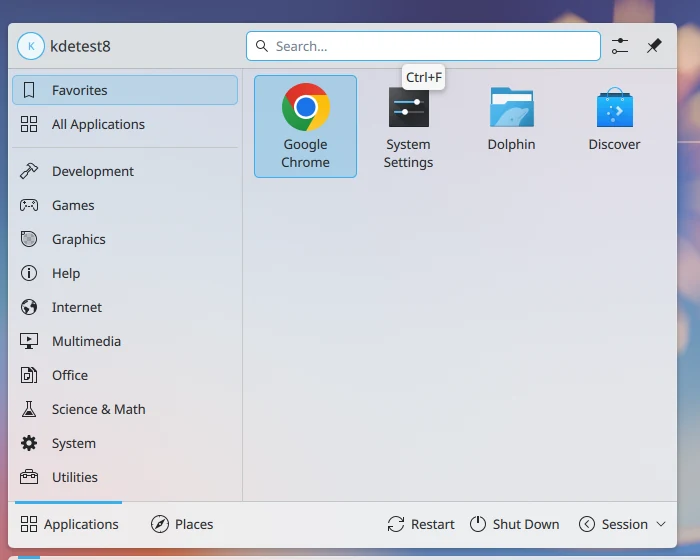 K
kdetest8
Search...
Ctrl+F
Favorites
All Applications
Development
Games
Graphics
Help
Internet
Multimedia
Office
Science & Math
System
Utilities
Google
Chrome
System
Settings
Dolphin
Discover
Applications
Places
Restart
Shut Down
Session